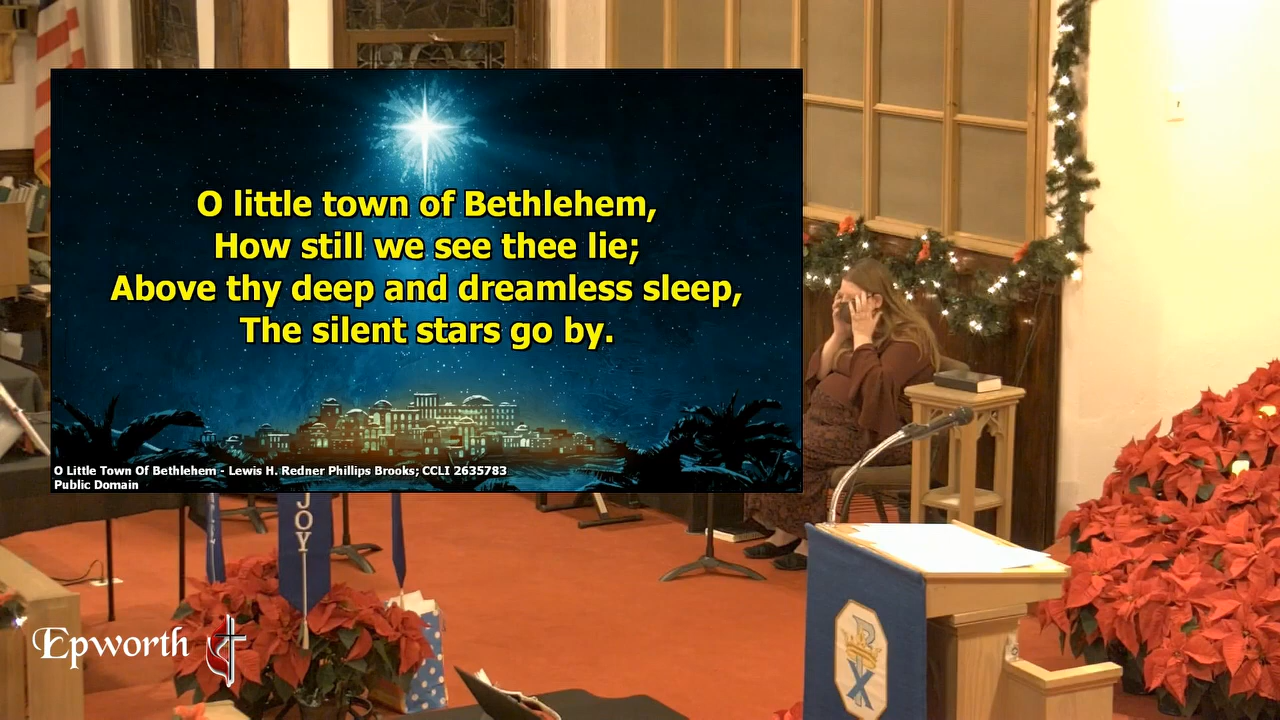 O little town of Bethlehem,
How still we see thee lie;
Above thy deep and dreamless sleep,
The silent stars go by.
O Little Town Of Bethlehem - Lewis H. Redner Phillips Brooks; CCLI 2635783
Public Domain
JOY
Epworth